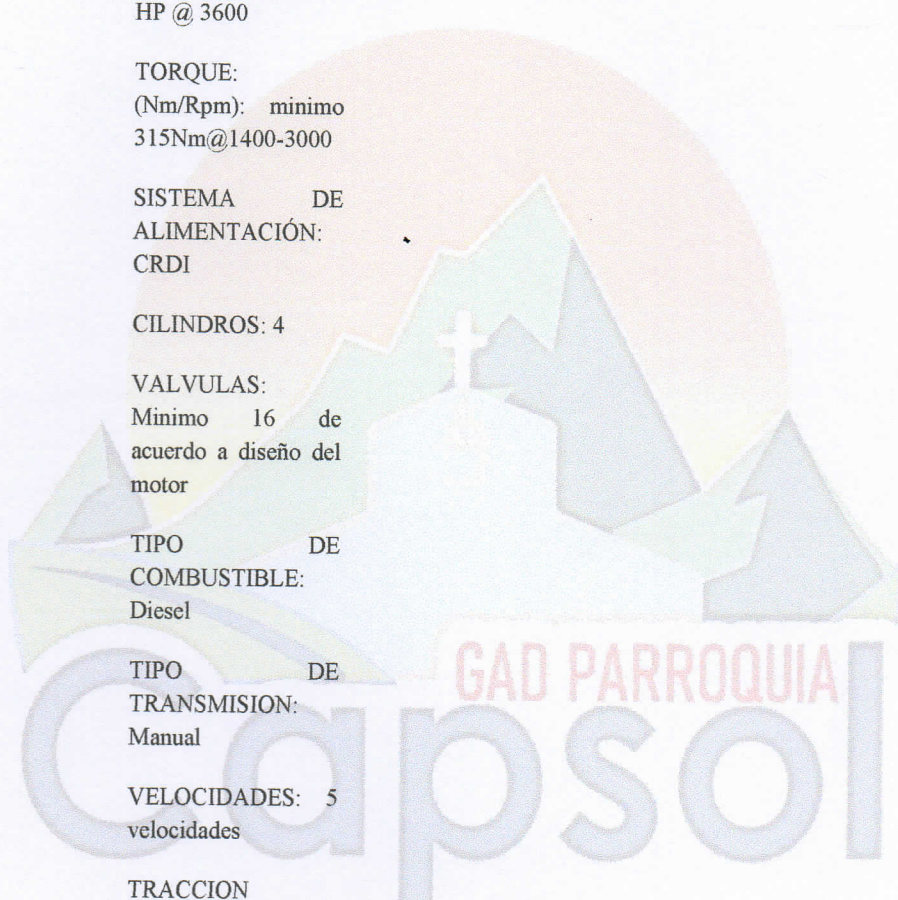 HP @ 3600
TORQUE:
(Nm/Rpm): minimo
315Nm@1400-3000
SISTEMA DE
ALIMENTACIÓN:
CRDI
CILINDROS: 4
VALVULAS:
Minimo 16 de
acuerdo a diseño del
motor
TIPO DE
COMBUSTIBLE:
Diesel
TIPO DE
TRANSMISION:
Manual
VELOCIDADES: 5
velocidades
TRACCION
GAD PARROQUIA
Capsol